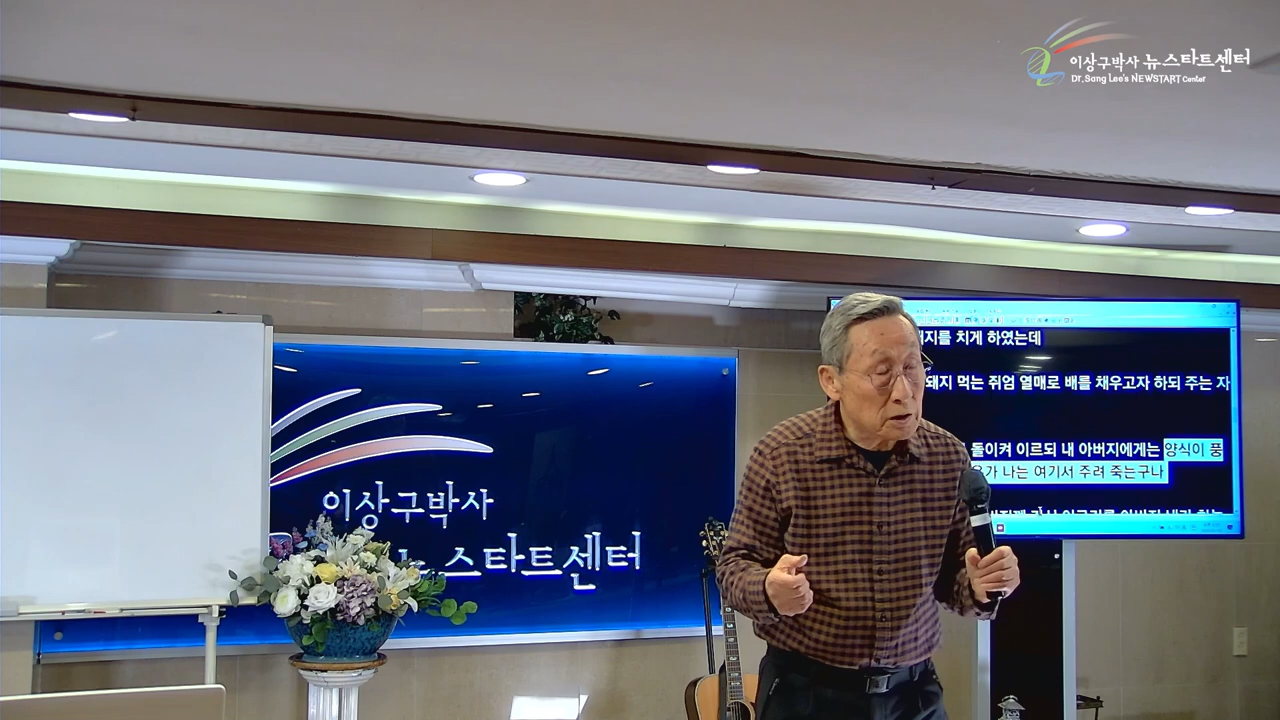 이상구박사 뉴스타트센터
Dr. Sang Lee's NEWSTART Center
지를 치게 하였는데
돼지 먹는 쥐엄 열매로 배를 채우고자 하되 주는 자
돌이켜 이르되 내 아버지에게는 양식이 풍
나는 여기서 주려 죽는구나
이상구박사
뉴스타트센터